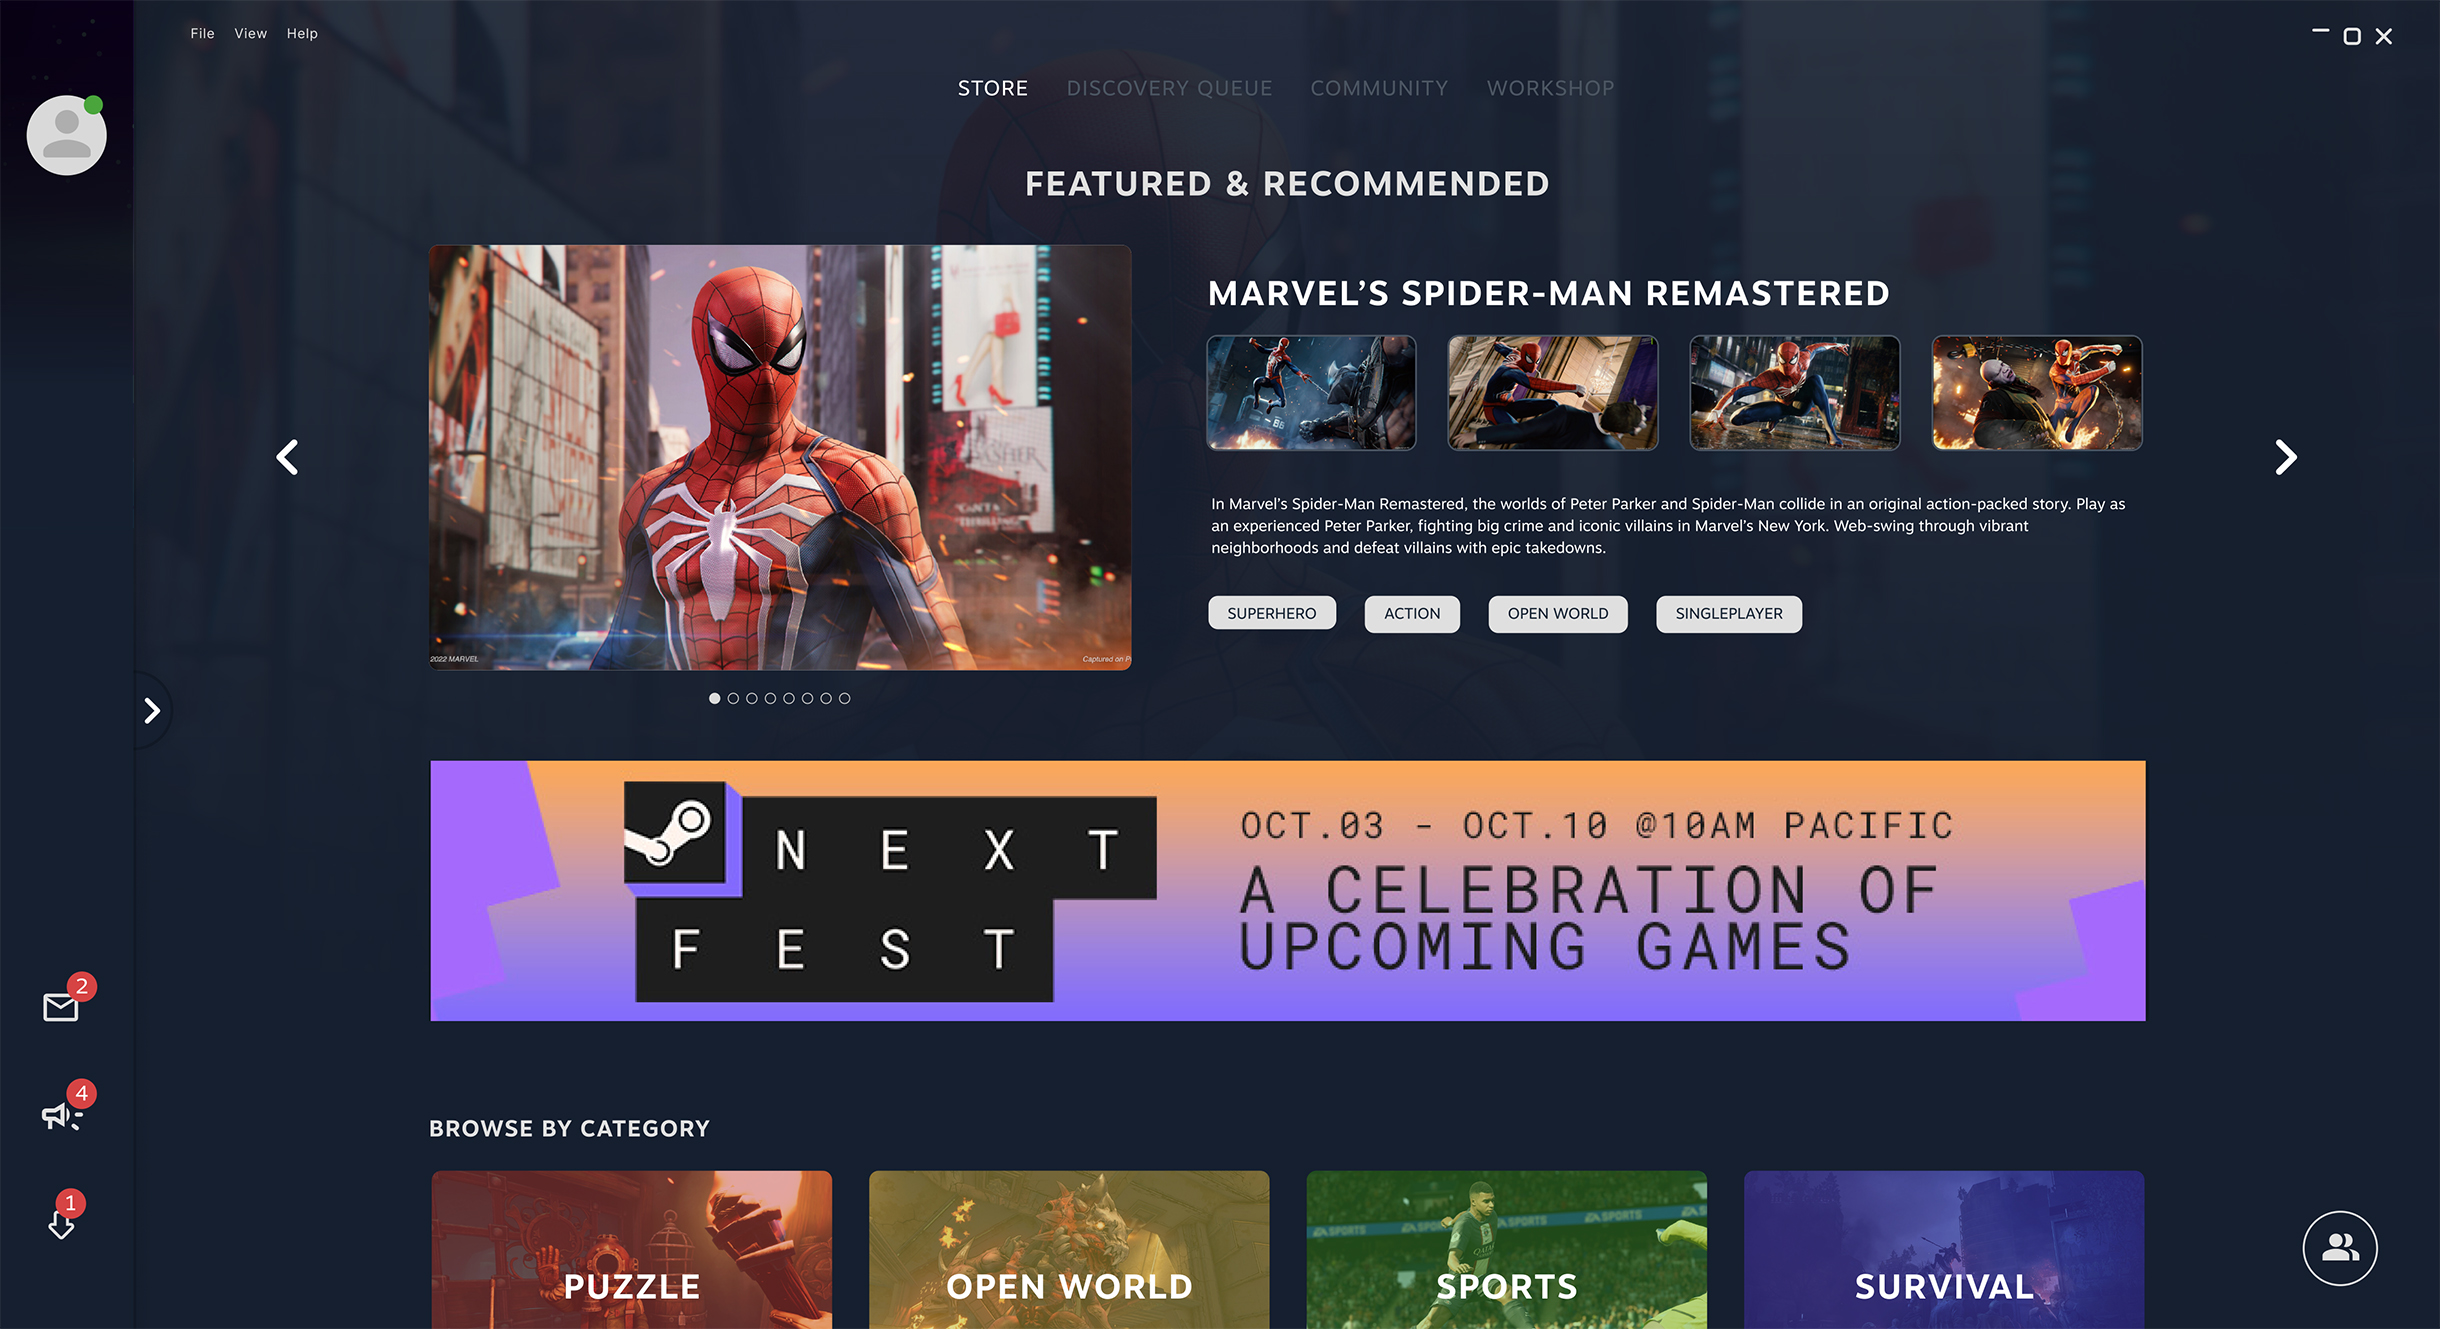 File View Help
STORE DISCOVERY QUEUE COMMUNITY WORKSHOP
FEATURED & RECOMMENDED
MARVEL’S SPIDER-MAN REMASTERED
In Marvel’s Spider-Man Remastered, the worlds of Peter Parker and Spider-Man collide in an original action-packed story. Play as
an experienced Peter Parker, fighting big crime and iconic villains in Marvel’s New York. Web-swing through vibrant
neighborhoods and defeat villains with epic takedowns.
SUPERHERO ACTION OPEN WORLD SINGLEPLAYER
2022 MARVEL
Captured on P
NEXT
FEST
OCT.03 - OCT.10 @10AM PACIFIC
A CELEBRATION OF
UPCOMING GAMES
2
4
1
BROWSE BY CATEGORY
PUZZLE
OPEN WORLD
EA SPORTS
SPORTS
SURVIVAL